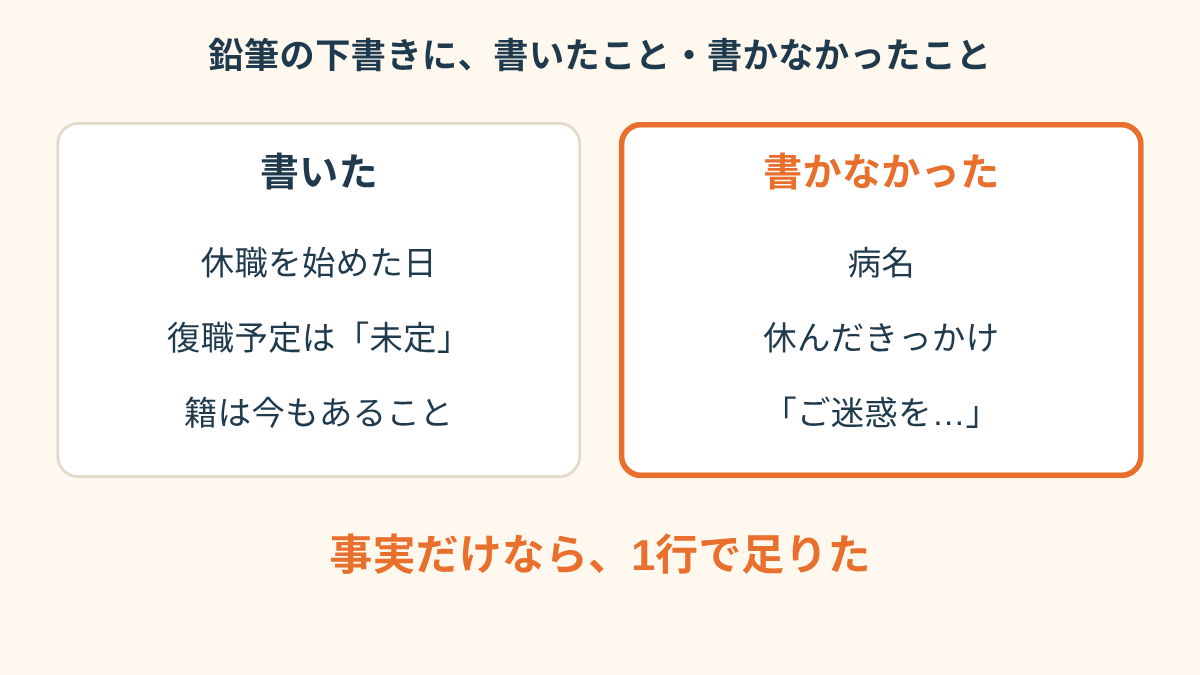 鉛筆の下書きに、書いたこと・書かなかったこと
書いた
休職を始めた日
復職予定は「未定」
籍は今もあること
書かなかった
病名
休んだきっかけ
「ご迷惑を…」
事実だけなら、1行で足りた